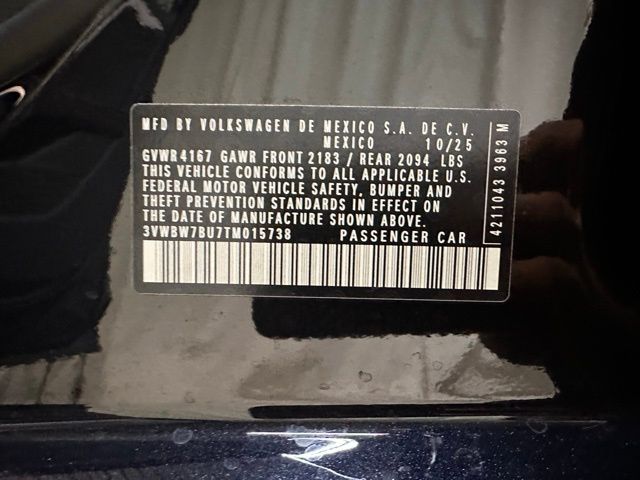 MFD BY VOLKSWAGEN DE MEXICO S.A. DE C.V.
MEXICO 10/25
GVWR4167 GAWR FRONT 2183 / REAR 2094 LBS
THIS VEHICLE CONFORMS TO ALL APPLICABLE U.S.
FEDERAL MOTOR VEHICLE SAFETY, BUMPER AND
THEFT PREVENTION STANDARDS IN EFFECT ON
THE DATE OF MANUFACTURE SHOWN ABOVE.
3VWBW7BU7TM015738 PASSENGER CAR
4211043 3963 M